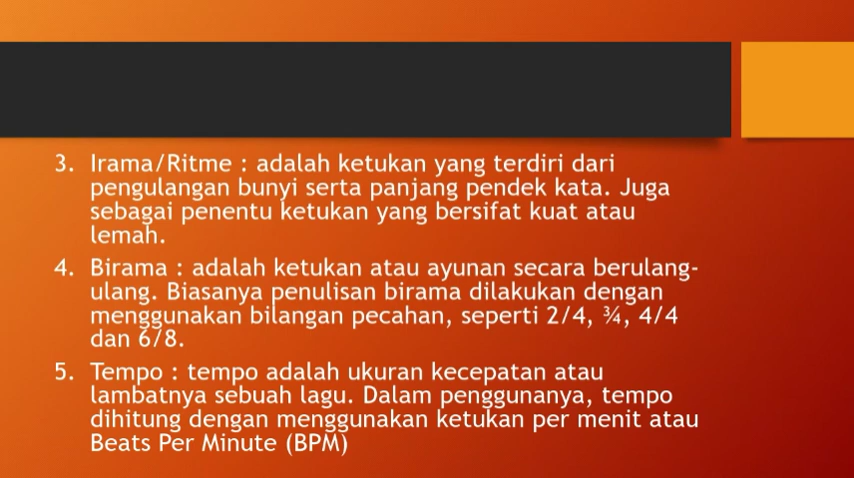 3. Irama/Ritme : adalah ketukan yang terdiri dari
pengulangan bunyi serta panjang pendek kata. Juga
sebagai penentu ketukan yang bersifat kuat atau
lemah.
4. Birama : adalah ketukan atau ayunan secara berulang-
ulang. Biasanya penulisan birama dilakukan dengan
menggunakan bilangan pecahan, seperti 2/4, ¾, 4/4
dan 6/8.
5. Tempo : tempo adalah ukuran kecepatan atau
lambatnya sebuah lagu. Dalam penggunanya, tempo
dihitung dengan menggunakan ketukan per menit atau
Beats Per Minute (BPM)